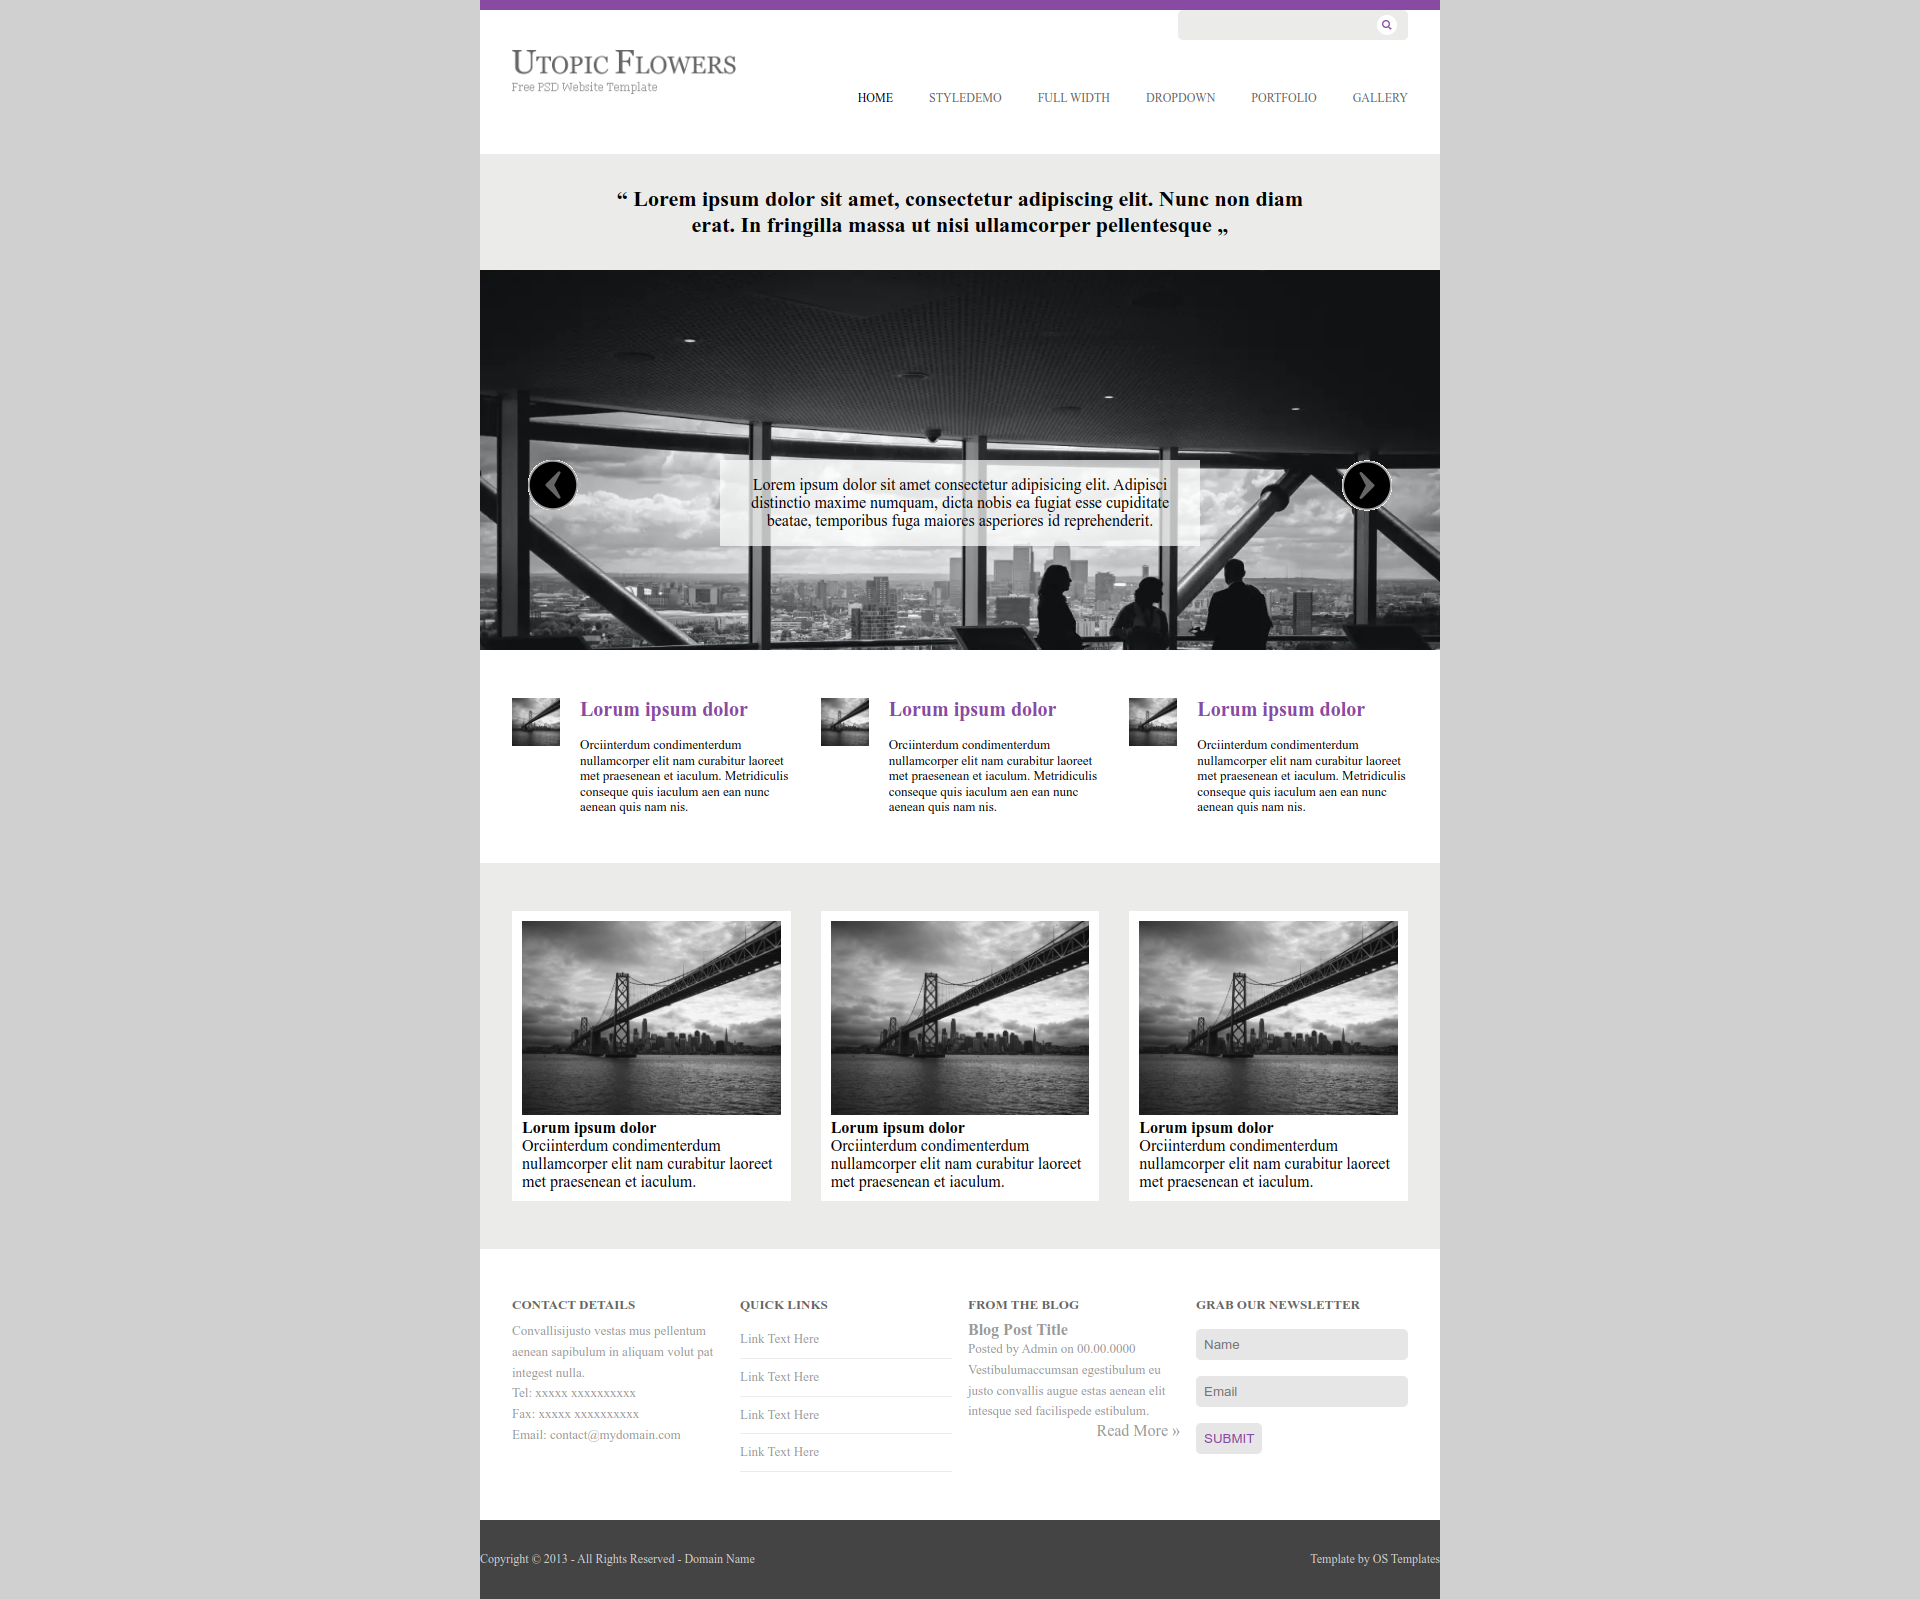 Utopic Flowers
Free PSD Website Template
HOME STYLEDEMO FULL WIDTH DROPDOWN PORTFOLIO GALLERY
“ Lorem ipsum dolor sit amet, consectetur adipiscing elit. Nunc non diam
erat. In fringilla massa ut nisi ullamcorper pellentesque „
Lorem ipsum dolor sit amet consectetur adipisicing elit. Adipisci
distinctio maxime numquam, dicta nobis ea fugiat esse cupiditate
beatae, temporibus fuga maiores asperiores id reprehenderit.
Lorum ipsum dolor
Orciinterdum condimenterdum
nullamcorper elit nam curabitur laoreet
met praesenean et iaculum. Metridiculis
conseque quis iaculum aen ean nunc
aenean quis nam nis.
Lorum ipsum dolor
Orciinterdum condimenterdum
nullamcorper elit nam curabitur laoreet
met praesenean et iaculum. Metridiculis
conseque quis iaculum aen ean nunc
aenean quis nam nis.
Lorum ipsum dolor
Orciinterdum condimenterdum
nullamcorper elit nam curabitur laoreet
met praesenean et iaculum. Metridiculis
conseque quis iaculum aen ean nunc
aenean quis nam nis.
Lorum ipsum dolor
Orciinterdum condimenterdum
nullamcorper elit nam curabitur laoreet
met praesenean et iaculum.
Lorum ipsum dolor
Orciinterdum condimenterdum
nullamcorper elit nam curabitur laoreet
met praesenean et iaculum.
Lorum ipsum dolor
Orciinterdum condimenterdum
nullamcorper elit nam curabitur laoreet
met praesenean et iaculum.
CONTACT DETAILS
Convallisijusto vestas mus pellentum
aenean sapibulum in aliquam volut pat
integest nulla.
Tel: xxxxx xxxxxxxxxx
Fax: xxxxx xxxxxxxxxx
Email: contact@mydomain.com
QUICK LINKS
Link Text Here
Link Text Here
Link Text Here
Link Text Here
FROM THE BLOG
Blog Post Title
Posted by Admin on 00.00.0000
Vestibulumaccumsan egestibulum eu
justo convallis augue estas aenean elit
intesque sed facilispede estibulum.
Read More »
GRAB OUR NEWSLETTER
Name
Email
SUBMIT
Copyright © 2013 - All Rights Reserved - Domain Name
Template by OS Templates